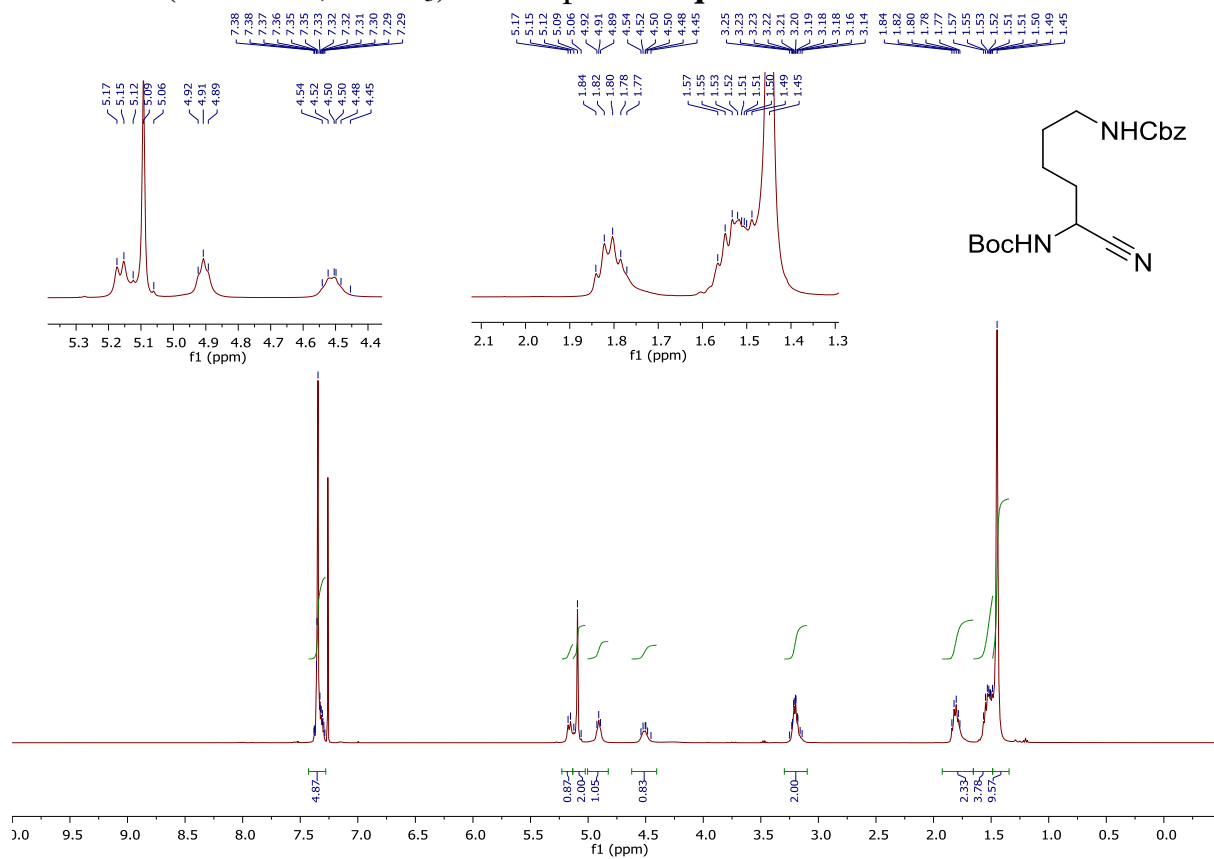 7.38 7.38 7.37 7.36 7.35 7.35 7.33 7.32 7.32 7.31 7.30 7.29 7.29
5.17 5.15 5.12 5.09 5.06 4.92 4.91 4.89 4.54 4.52 4.50 4.50 4.48 4.45
3.25 3.23 3.23 3.22 3.21 3.20 3.19 3.18 3.18 3.16 3.14
1.84 1.82 1.80 1.78 1.77 1.57 1.55 1.53 1.52 1.51 1.51 1.50 1.49 1.45
5.17 5.15 5.12 5.09 5.06 4.92 4.91 4.89 4.54 4.52 4.50 4.50 4.48 4.45
1.84 1.82 1.80 1.78 1.77 1.57 1.55 1.53 1.52 1.51 1.51 1.50 1.49 1.45
NHCbz
BocHN
N
5.3 5.2 5.1 5.0 4.9 4.8 4.7 4.6 4.5 4.4
f1 (ppm)
2.1 2.0 1.9 1.8 1.7 1.6 1.5 1.4 1.3
f1 (ppm)
4.87 0.87 2.00 1.05 0.83 2.00 2.33 3.78 9.57
9.5 9.0 8.5 8.0 7.5 7.0 6.5 6.0 5.5 5.0 4.5 4.0 3.5 3.0 2.5 2.0 1.5 1.0 0.5 0.0
f1 (ppm)